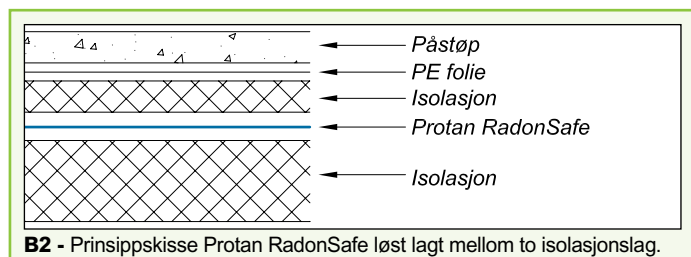 Påstøp
PE folie
Isolasjon
Protan RadonSafe
Isolasjon
B2 - Prinsippskisse Protan RadonSafe løst lagt mellom to isolasjonslag.